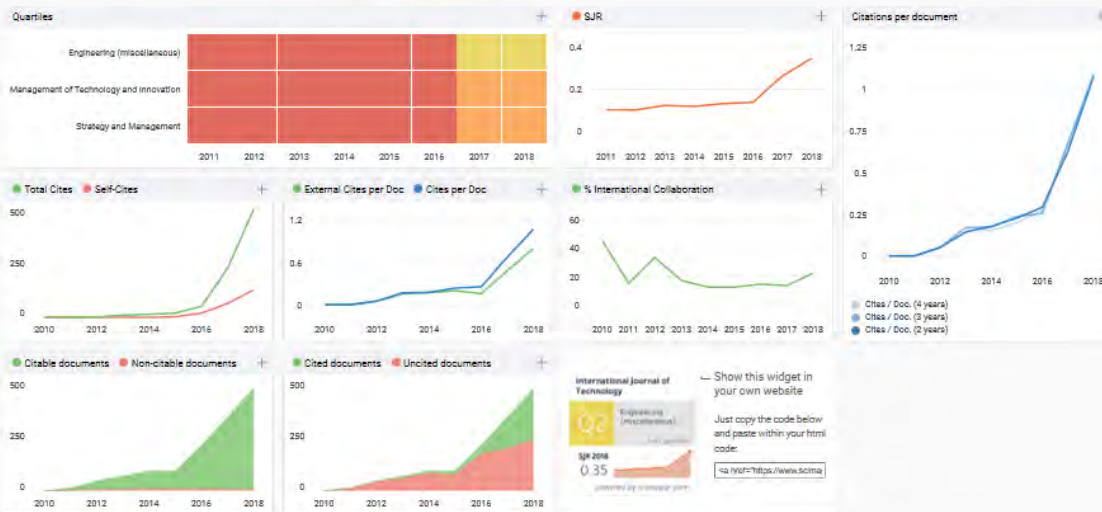 Quartiles
Engineering (miscellaneous)
Management of Technology and Innovation
Strategy and Management
2011 2012 2013 2014 2015 2016 2017 2018
SJR
0.4
0.2
0
2011 2012 2013 2014 2015 2016 2017 2018
Citations per document
1.25
1
0.75
0.5
0.25
0
2010 2012 2014 2016 2018
Cites / Doc. (4 years)
Cites / Doc. (3 years)
Cites / Doc. (2 years)
Total Cites Self-Cites
500
250
0
2010 2012 2014 2016 2018
External Cites per Doc Cites per Doc
1.2
0.6
0
2010 2012 2014 2016 2018
% International Collaboration
60
40
20
0
2010 2011 2012 2013 2014 2015 2016 2017 2018
Citable documents Non-citable documents
500
250
0
2010 2012 2014 2016 2018
Cited documents Uncited documents
500
250
0
2010 2012 2014 2016 2018
International Journal of
Technology
Q2
Engineering
(miscellaneous)
best quartile
SJR 2018
0.35
powered by scimagojr.com
Show this widget in
your own website
Just copy the code below
and paste within your html
code:
<a href="https://www.scima